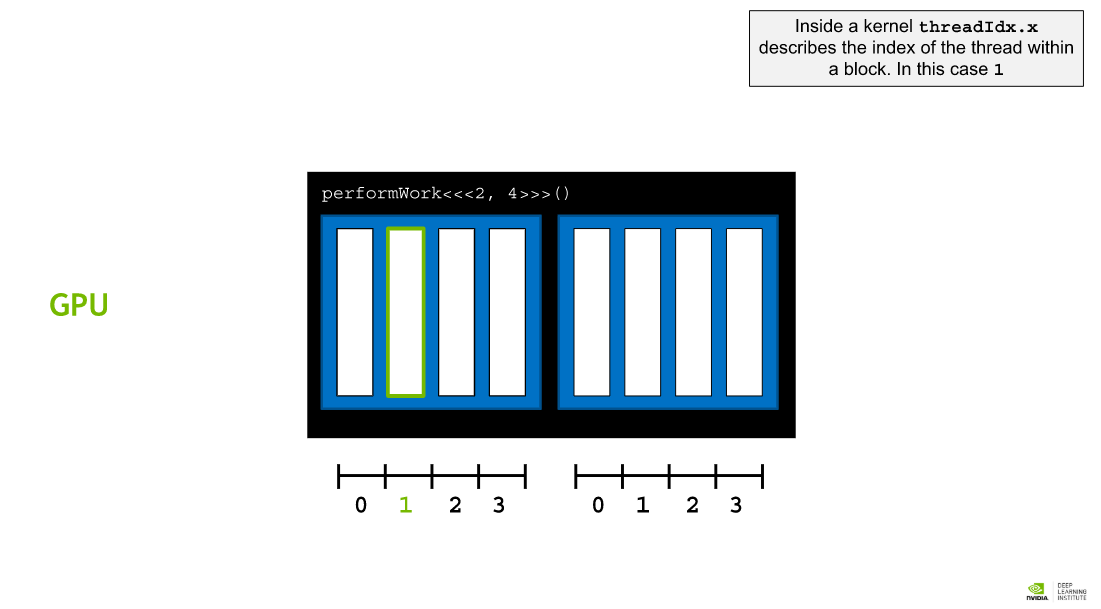 Inside a kernel threadIdx.x
describes the index of the thread within
a block. In this case 1
performWork<<<2, 4>>>()
GPU
0 1 2 3 0 1 2 3
NVIDIA
DEEP
LEARNING
INSTITUTE